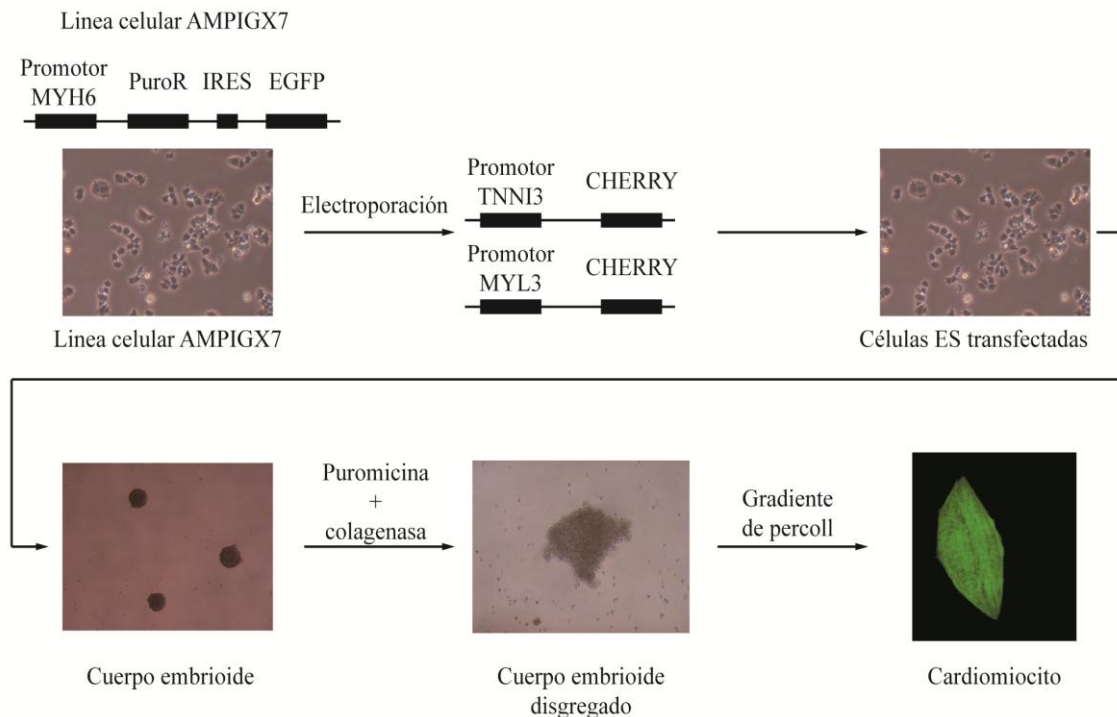 Linea celular AMPIGX7
Promotor
MYH6
PuroR
IRES
EGFP
Linea celular AMPIGX7
Electroporación
Promotor
TNNI3
CHERRY
Promotor
MYL3
CHERRY
Células ES transfectadas
Cuerpo embrioide
Puromicina
+
colagenasa
Cuerpo embrioide
disgregado
Gradiente
de percoll
Cardiomiocito